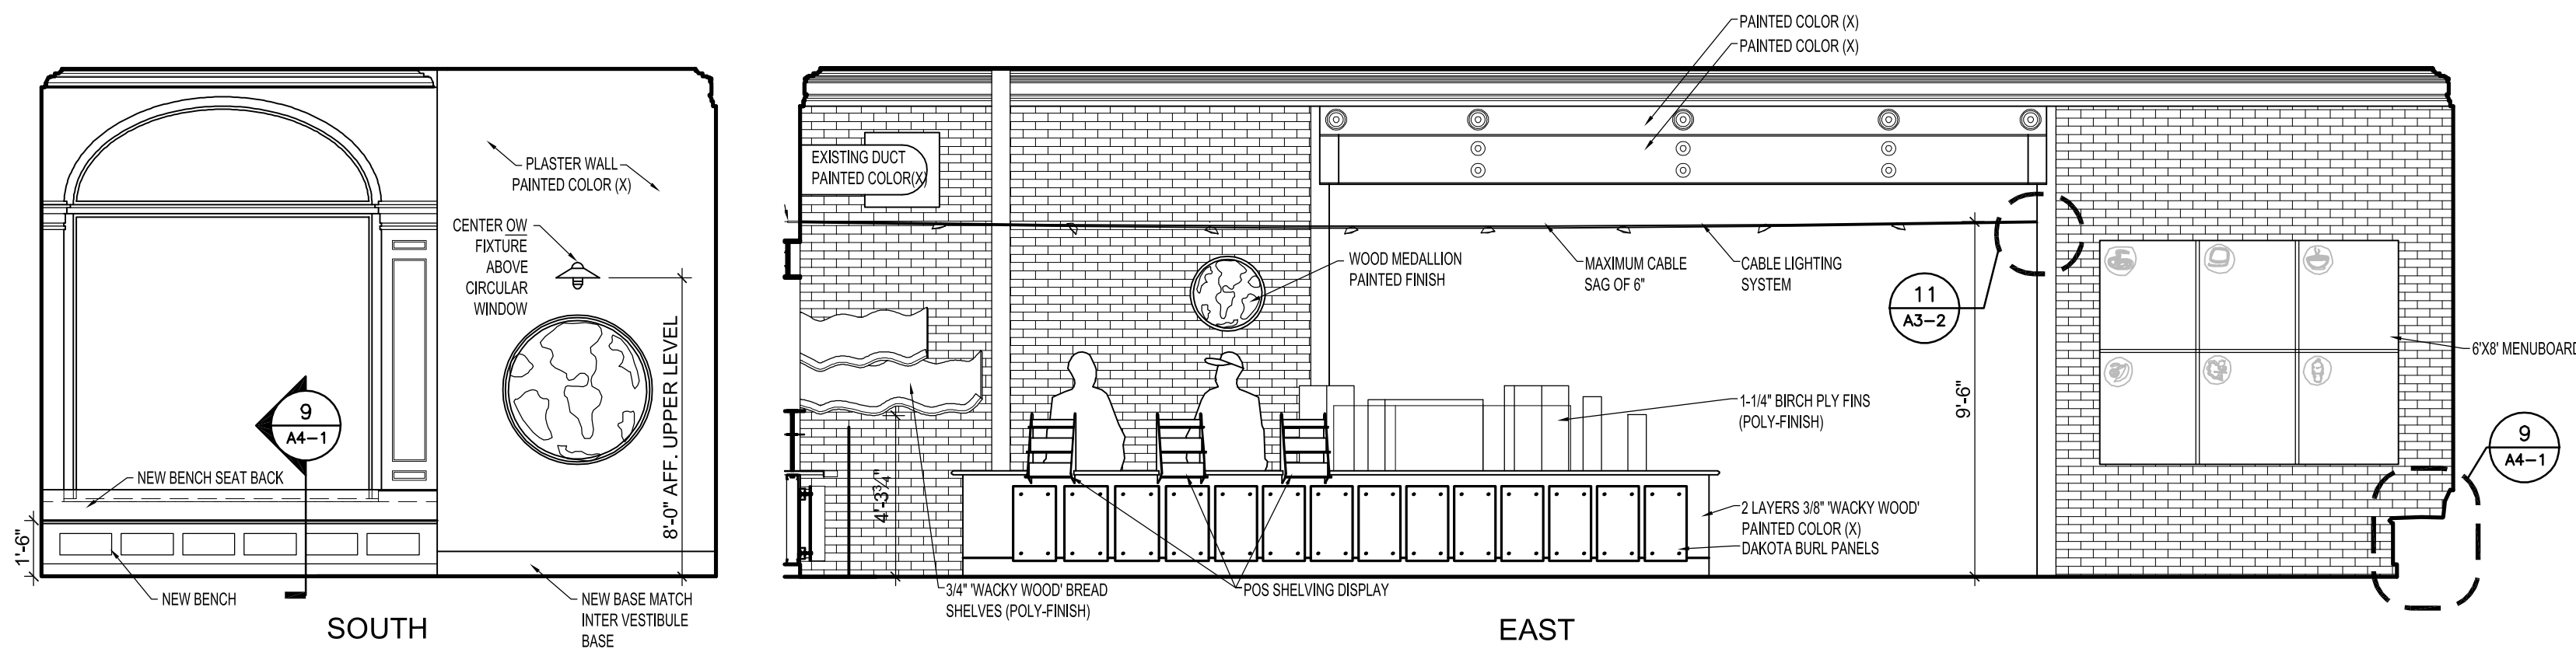 PLASTER WALL
PAINTED COLOR (X)
CENTER OW
FIXTURE
ABOVE
CIRCULAR
WINDOW
8'-0" AFF. UPPER LEVEL
9
A4-1
NEW BENCH SEAT BACK
1'-6"
NEW BENCH
NEW BASE MATCH
INTER VESTIBULE
BASE
SOUTH
PAINTED COLOR (X)
PAINTED COLOR (X)
EXISTING DUCT
PAINTED COLOR(X)
WOOD MEDALLION
PAINTED FINISH
MAXIMUM CABLE
SAG OF 6"
CABLE LIGHTING
SYSTEM
11
A3-2
6'X8' MENUBOARD
9'-6"
1-1/4" BIRCH PLY FINS
(POLY-FINISH)
9
A4-1
4'-3¾"
2 LAYERS 3/8" 'WACKY WOOD'
PAINTED COLOR (X)
DAKOTA BURL PANELS
3/4" 'WACKY WOOD' BREAD
SHELVES (POLY-FINISH)
POS SHELVING DISPLAY
EAST